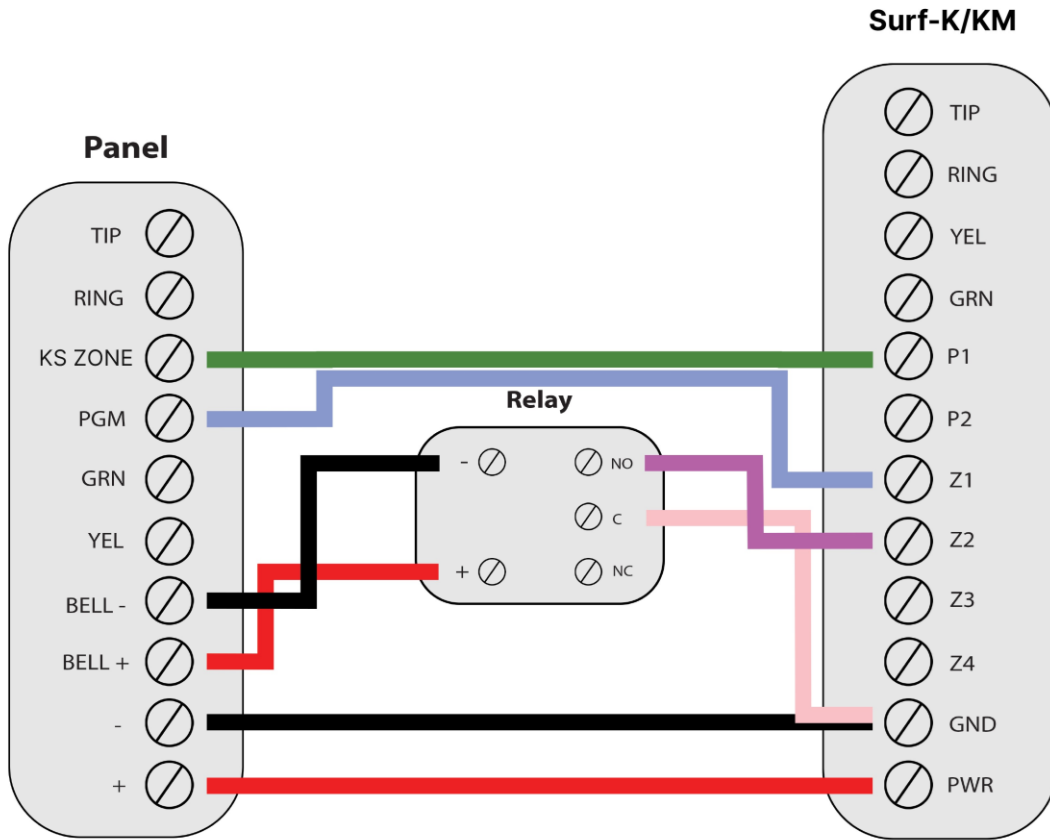 Surf-K/KM
TIP
RING
YEL
GRN
P1
P2
Z1
Z2
Z3
Z4
GND
PWR
Panel
TIP
RING
KS ZONE
PGM
GRN
YEL
BELL -
BELL +
-
+
Relay
-
+
NO
C
NC